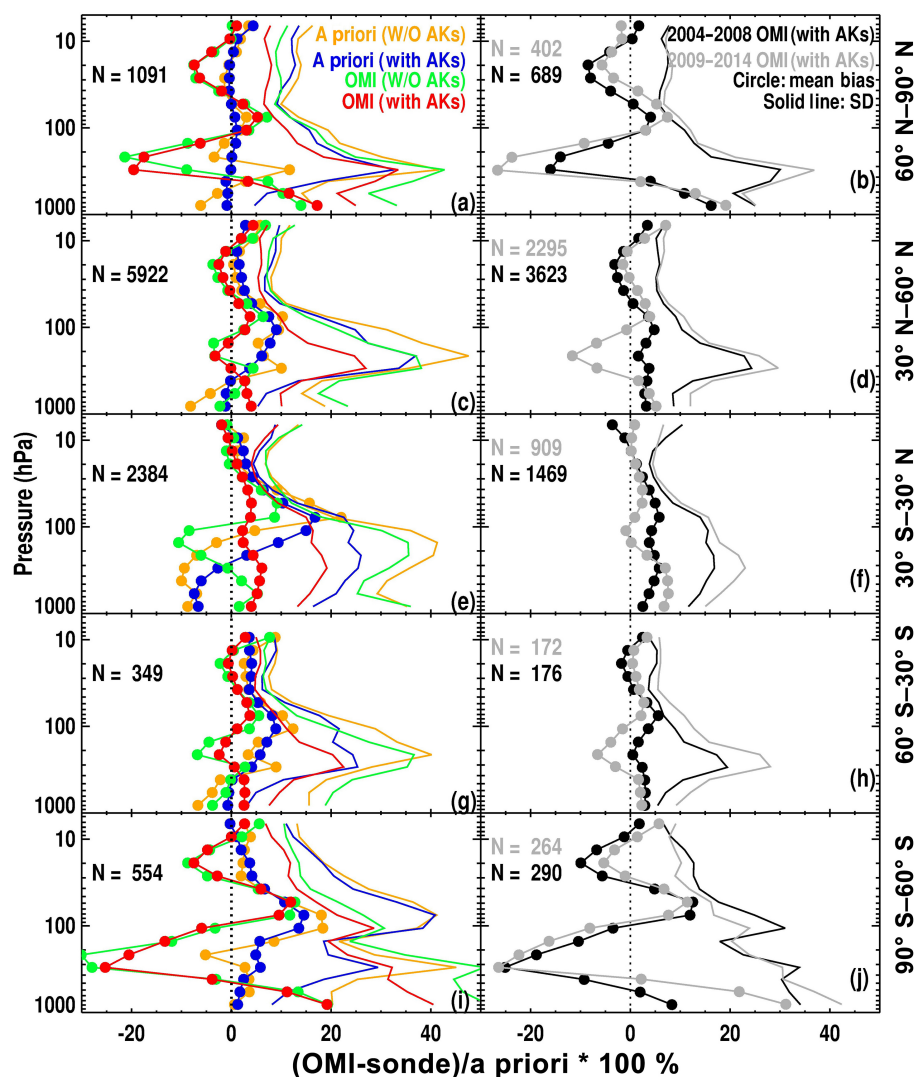 A priori (W/O AKs)
A priori (with AKs)
OMI (W/O AKs)
OMI (with AKs)
N = 1091
(a)
10
100
1000
2004–2008 OMI (with AKs)
2009–2014 OMI (with AKs)
Circle: mean bias
Solid line: SD
N = 402
N = 689
(b)
60° N–90° N
10
100
1000
N = 5922
(c)
N = 2295
N = 3623
(d)
30° N–60° N
Pressure (hPa)
10
100
1000
N = 2384
(e)
N = 909
N = 1469
(f)
30° S–30° N
10
100
1000
N = 349
(g)
N = 172
N = 176
(h)
60° S–30° S
10
100
1000
N = 554
(i)
N = 264
N = 290
(j)
90° S–60° S
-20 0 20 40 -20 0 20 40
(OMI-sonde)/a priori * 100 %